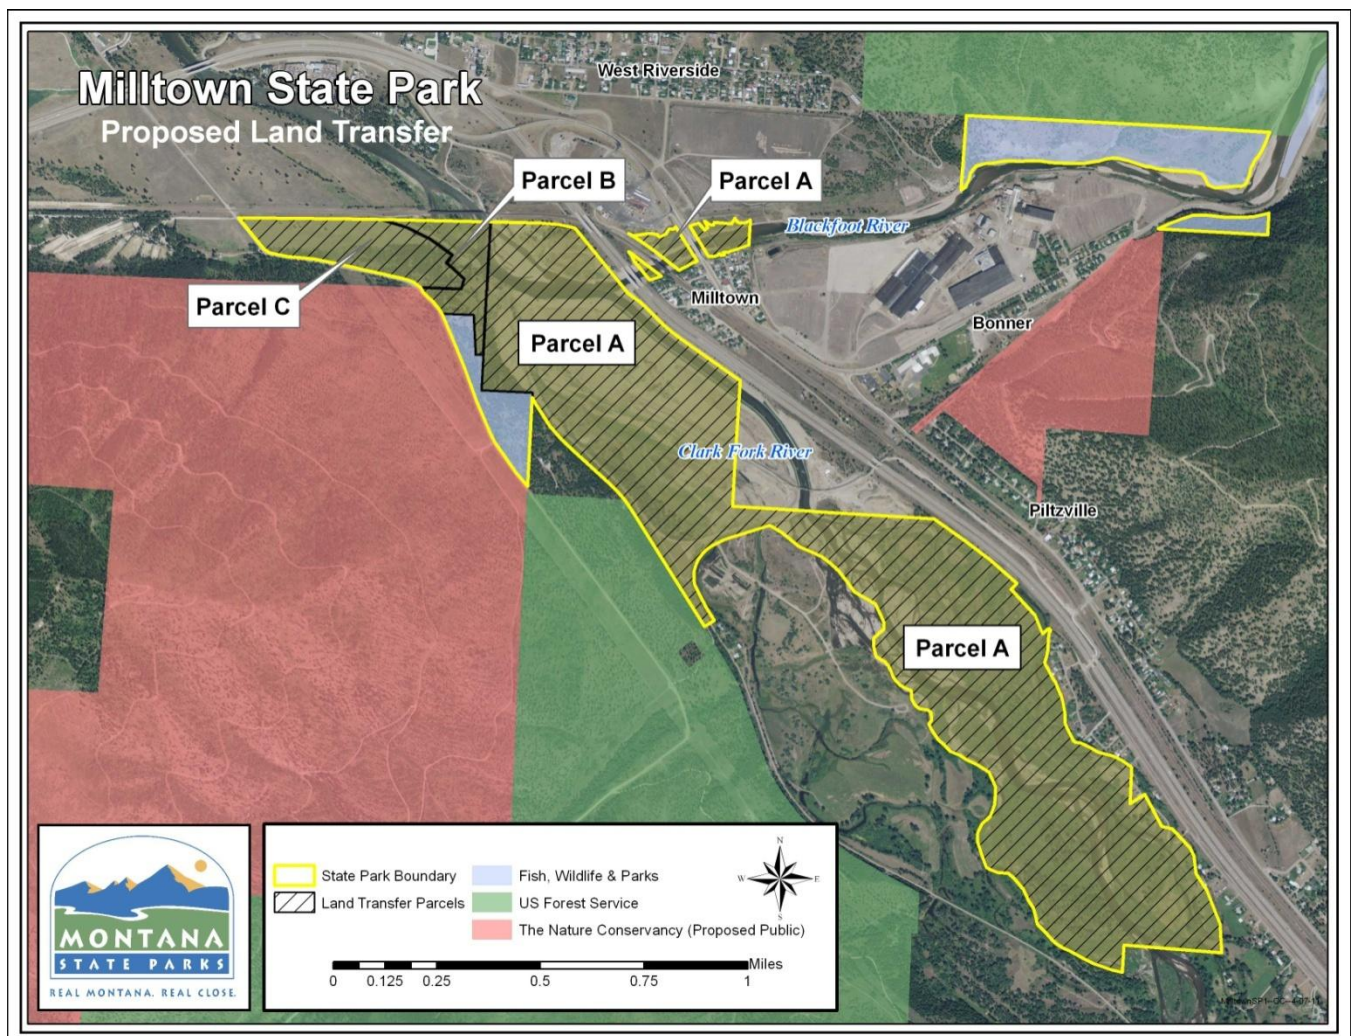 Milltown State Park
Proposed Land Transfer
West Riverside
Parcel B
Parcel A
Blackfoot River
Parcel C
Milltown
Parcel A
Bonner
Clark Fork River
Piltzville
Parcel A
MONTANA
STATE PARKS
REAL MONTANA. REAL CLOSE.
State Park Boundary
Land Transfer Parcels
Fish, Wildlife & Parks
US Forest Service
The Nature Conservancy (Proposed Public)
N
W
E
S
Miles
0 0.125 0.25 0.5 0.75 1